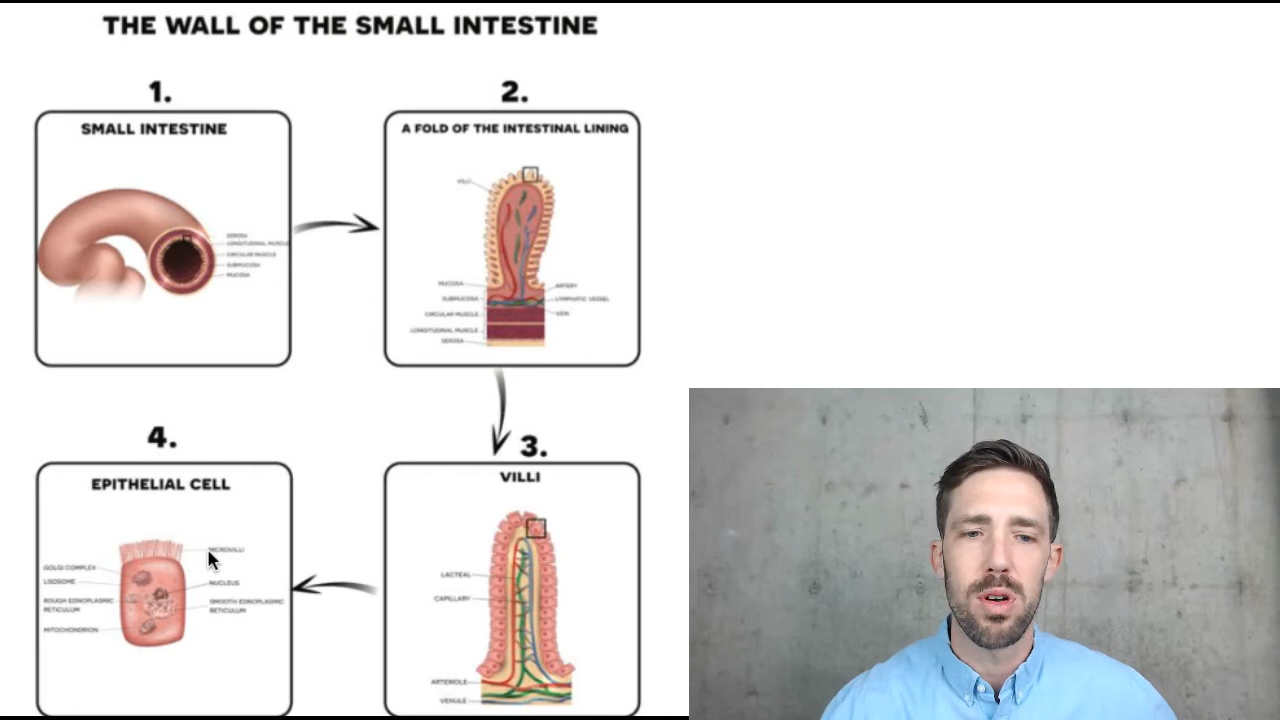 THE WALL OF THE SMALL INTESTINE
1.
SMALL INTESTINE
SEROSA
LONGITUDINAL MUSCLE
CIRCULAR MUSCLE
SUBMUCOSA
MUCOSA
2.
A FOLD OF THE INTESTINAL LINING
VILLI
MUCOSA
SUBMUCOSA
CIRCULAR MUSCLE
LONGITUDINAL MUSCLE
SEROSA
ARTERY
LYMPHATIC VESSEL
VEIN
3.
VILLI
LACTEAL
CAPILLARY
ARTERIOLE
VENULE
4.
EPITHELIAL CELL
GOLGI COMPLEX
LISOSOME
ROUGH EDNOPLASMIC
RETICULUM
MITOCHONDRION
MICROVILLI
NUCLEUS
SMOOTH EDNOPLASMIC
RETICULUM